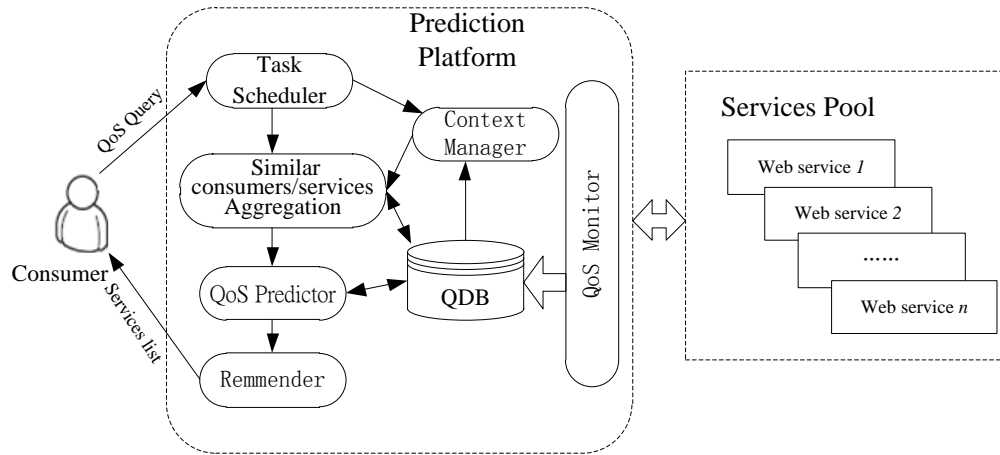 Prediction
Platform
Task
Scheduler
QoS Query
Context
Manager
Similar
consumers/services
Aggregation
Consumer
QoS Predictor
QDB
QoS Monitor
Services list
Remmender
Services Pool
Web service 1
Web service 2
......
Web service n